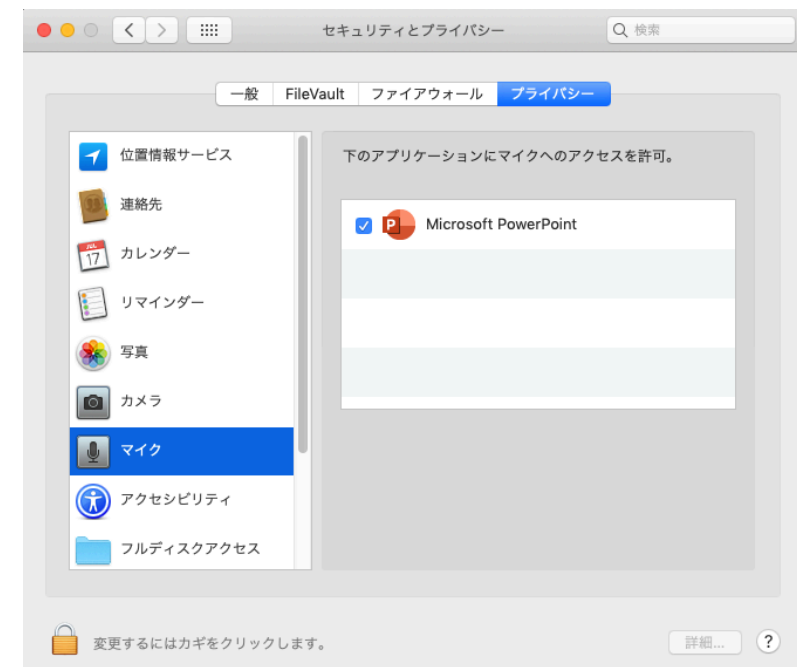 セキュリティとプライバシー
検索
一般 FileVault ファイアウォール プライバシー
位置情報サービス
連絡先
JUL
17
カレンダー
リマインダー
写真
カメラ
マイク
アクセシビリティ
フルディスクアクセス
下のアプリケーションにマイクへのアクセスを許可。
P
Microsoft PowerPoint
変更するにはカギをクリックします。
詳細...
?